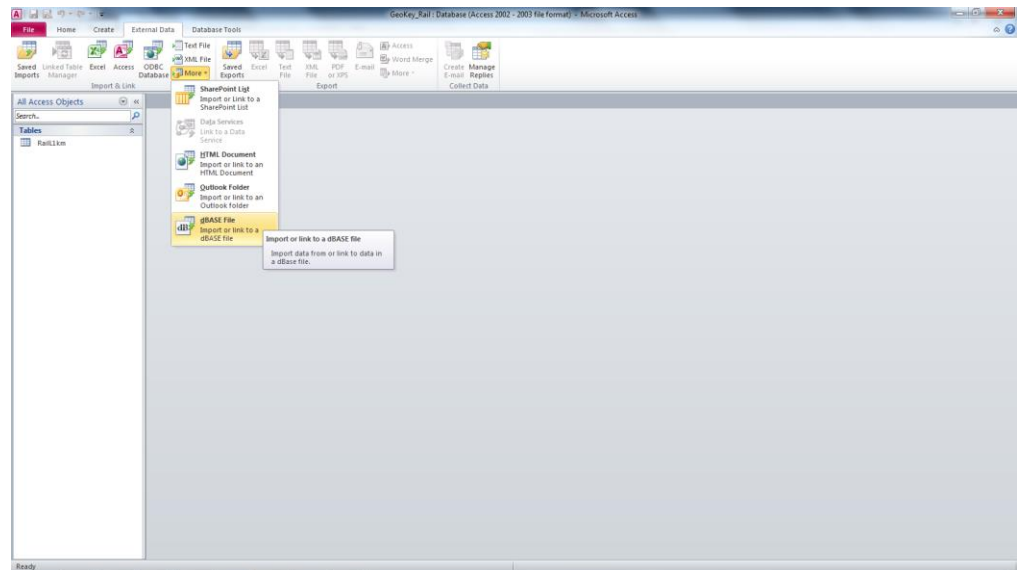 GeoKey_Rail : Database (Access 2002 - 2003 file format) - Microsoft Access
File Home Create External Data Database Tools
Saved Imports
Linked Table Manager
Excel
Access
ODBC Database
Text File
XML File
More
Import & Link
Saved Exports
Excel
Text File
XML File
PDF or XPS
E-mail
Access
Word Merge
More
Export
Create E-mail
Manage Replies
Collect Data
All Access Objects
Search..
Tables
RailL1km
SharePoint List
Import or Link to a
SharePoint List
Data Services
Link to a Data
Service
HTML Document
Import or link to an
HTML Document
Outlook Folder
Import or link to an
Outlook folder
dBASE File
Import or link to a
dBASE file
Import or link to a dBASE file
Import data from or link to data in
a dBase file.
Ready